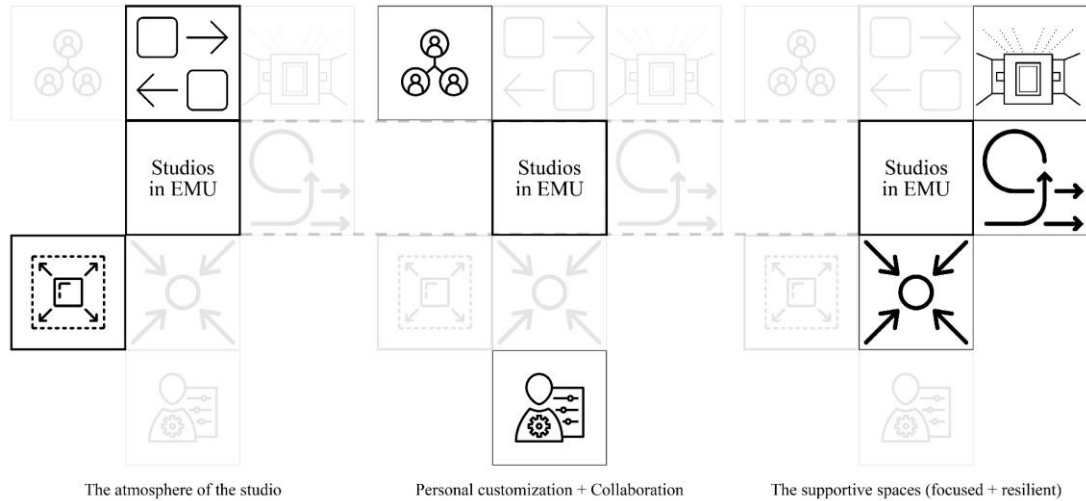 Studios
in EMU
Studios
in EMU
Studios
in EMU
The atmosphere of the studio
Personal customization + Collaboration
The supportive spaces (focused + resilient)